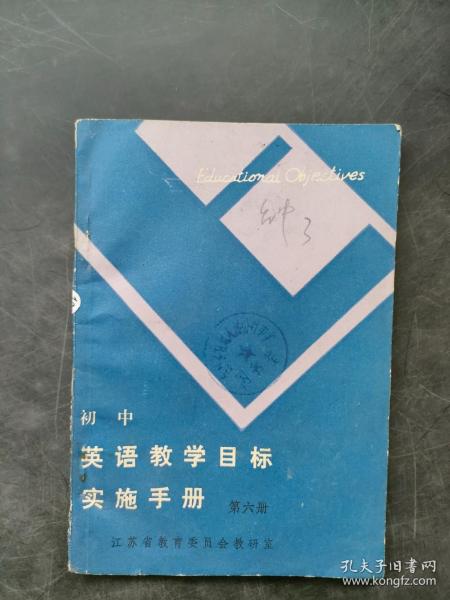 Educational Objectives
3
初中
英语教学目标
实施手册 第六册
江苏省教育委员会教研室
孔夫子旧书网
www.kongfz.com